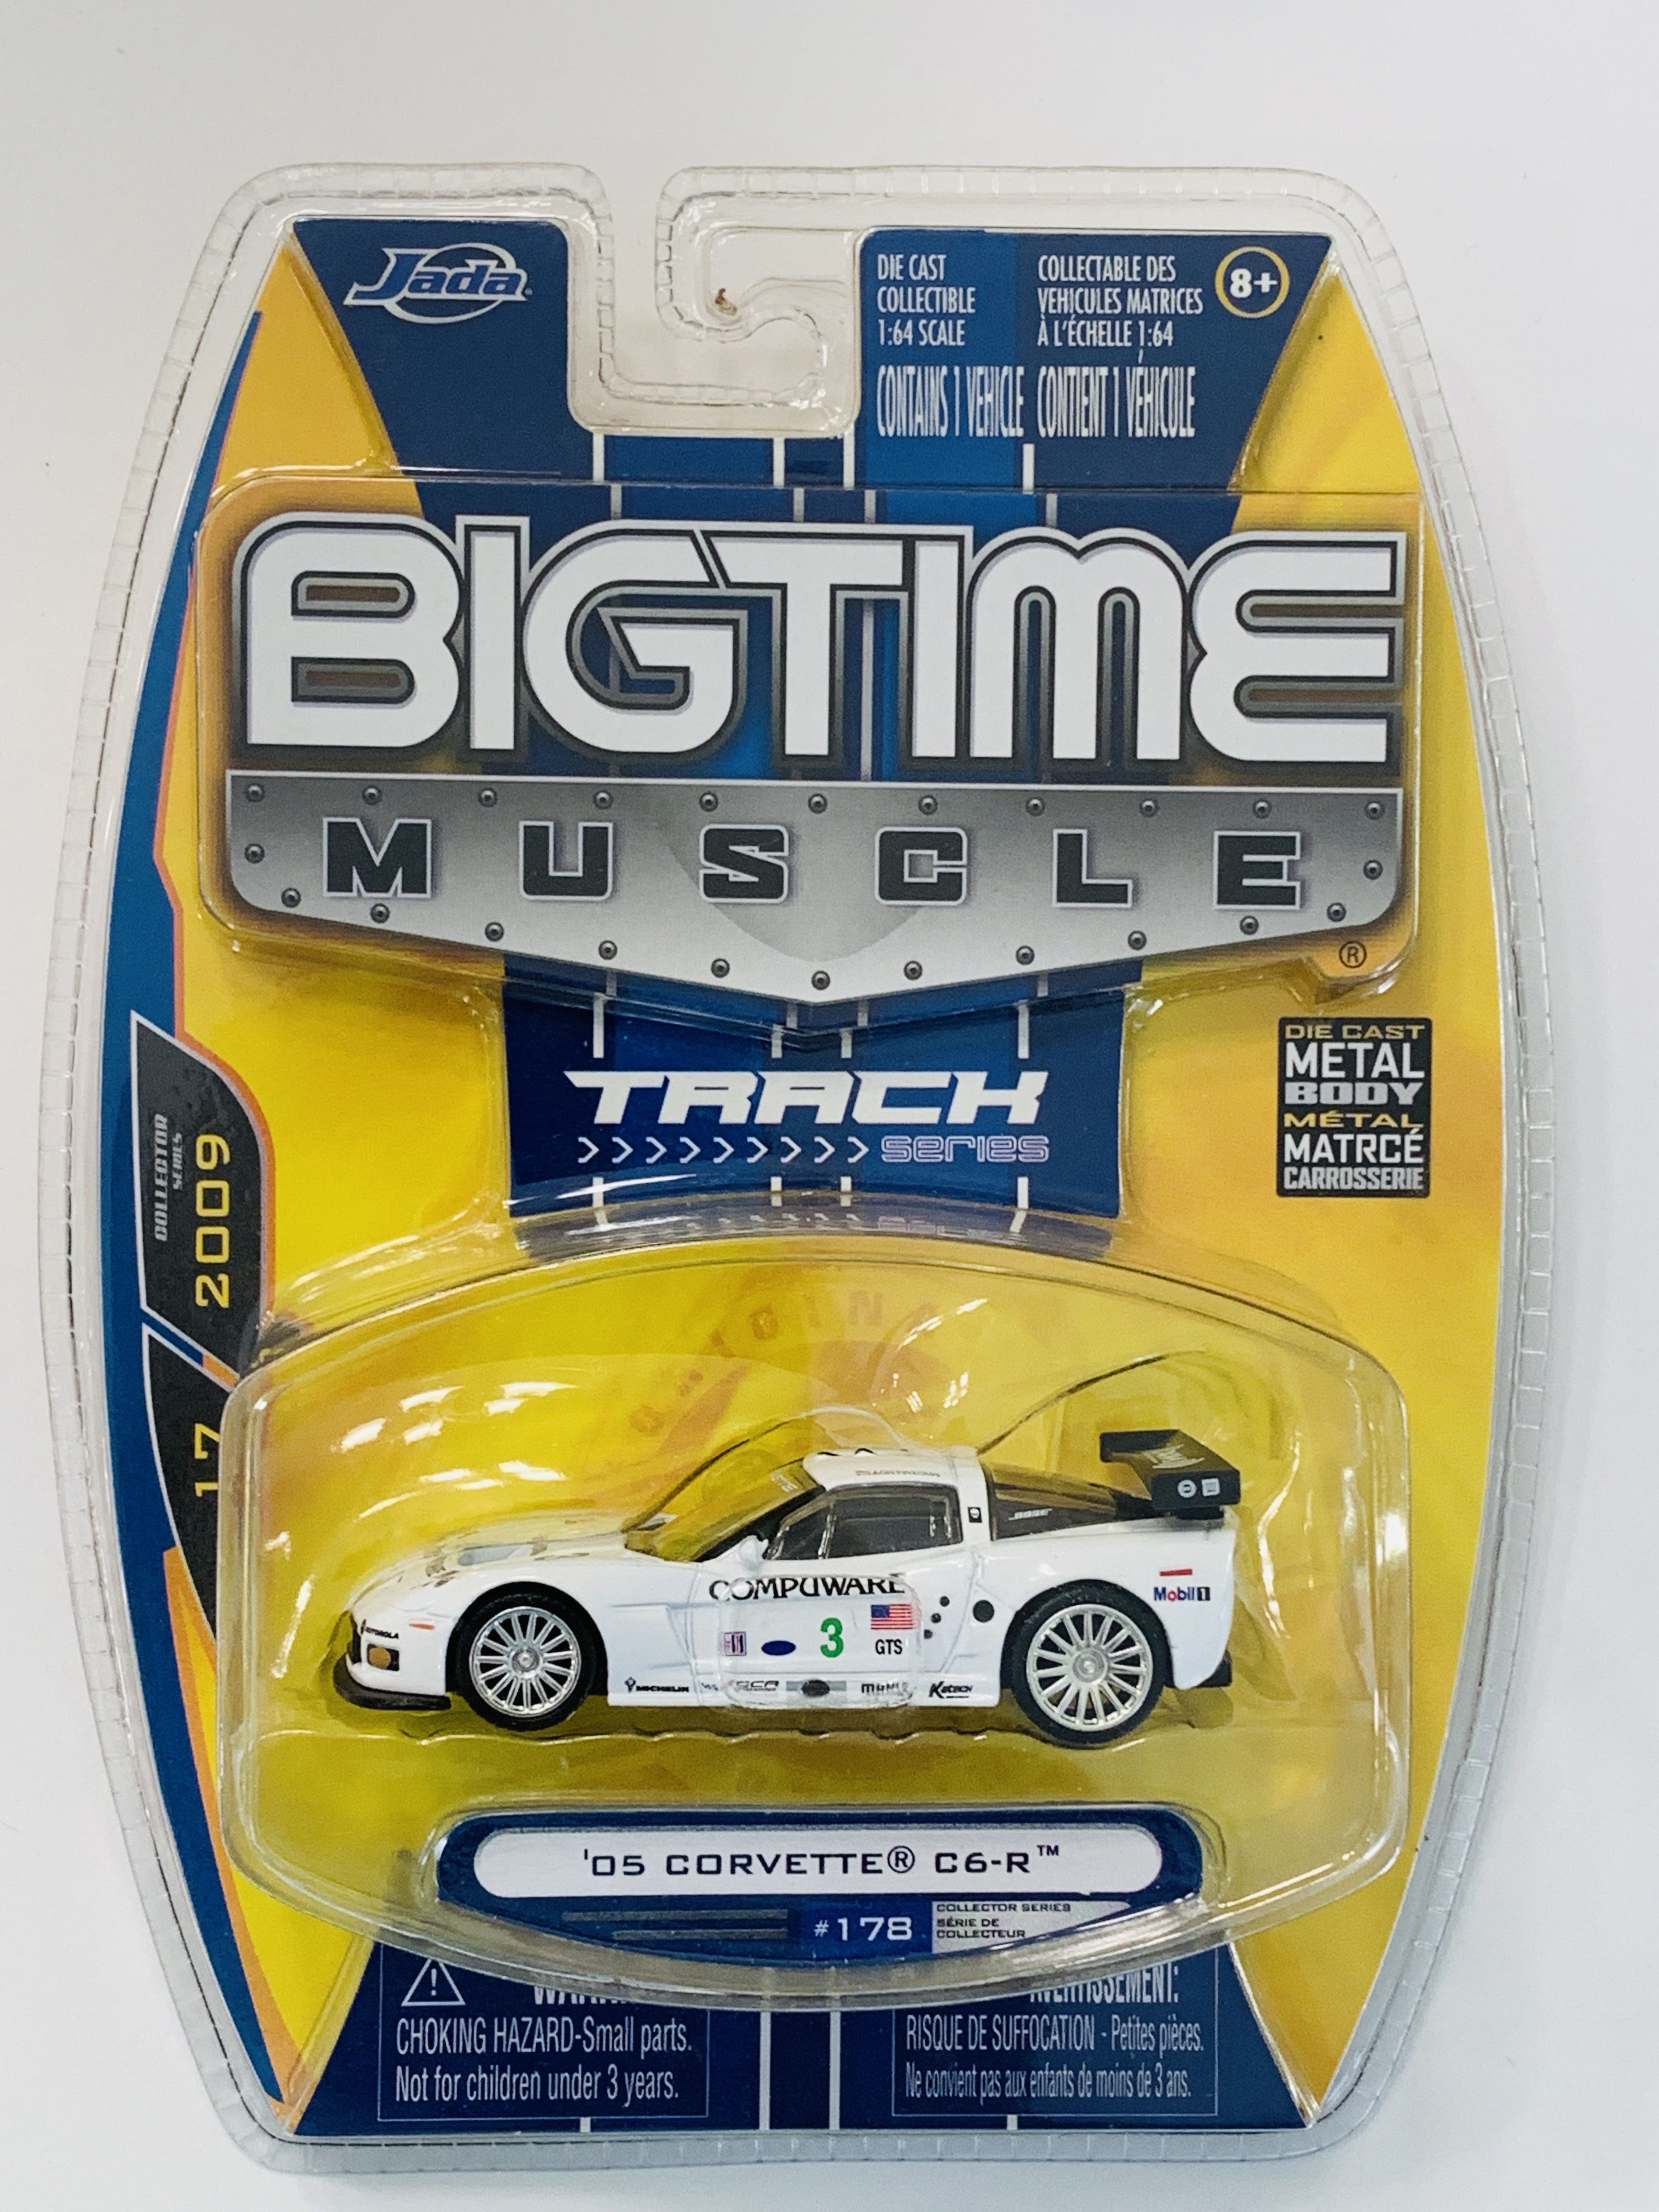 Jada
DIE CAST
COLLECTIBLE
1:64 SCALE
CONTAINS 1 VEHICLE
COLLECTABLE DES
VEHICULES MATRICES
À L'ÉCHELLE 1:64
CONTIENT 1 VÉHICULE
8+
BIGTIME
MUSCLE
®
TRACK
>>>>>>>>>> series
DIE CAST
METAL
BODY
MÉTAL
MATRCÉ
CARROSSERIE
COLLECTOR
SERIES
2009
17
COMPUWARE
3
GTS
Mobil 1
MOTOROLA
MICHELIN
Katech
BOSE
'05 CORVETTE® C6-R™
#178
COLLECTOR SERIES
SÉRIE DE
COLLECTEUR
CHOKING HAZARD-Small parts.
Not for children under 3 years.
AVERTISSEMENT:
RISQUE DE SUFFOCATION - Petites pièces.
Ne convient pas aux enfants de moins de 3 ans.